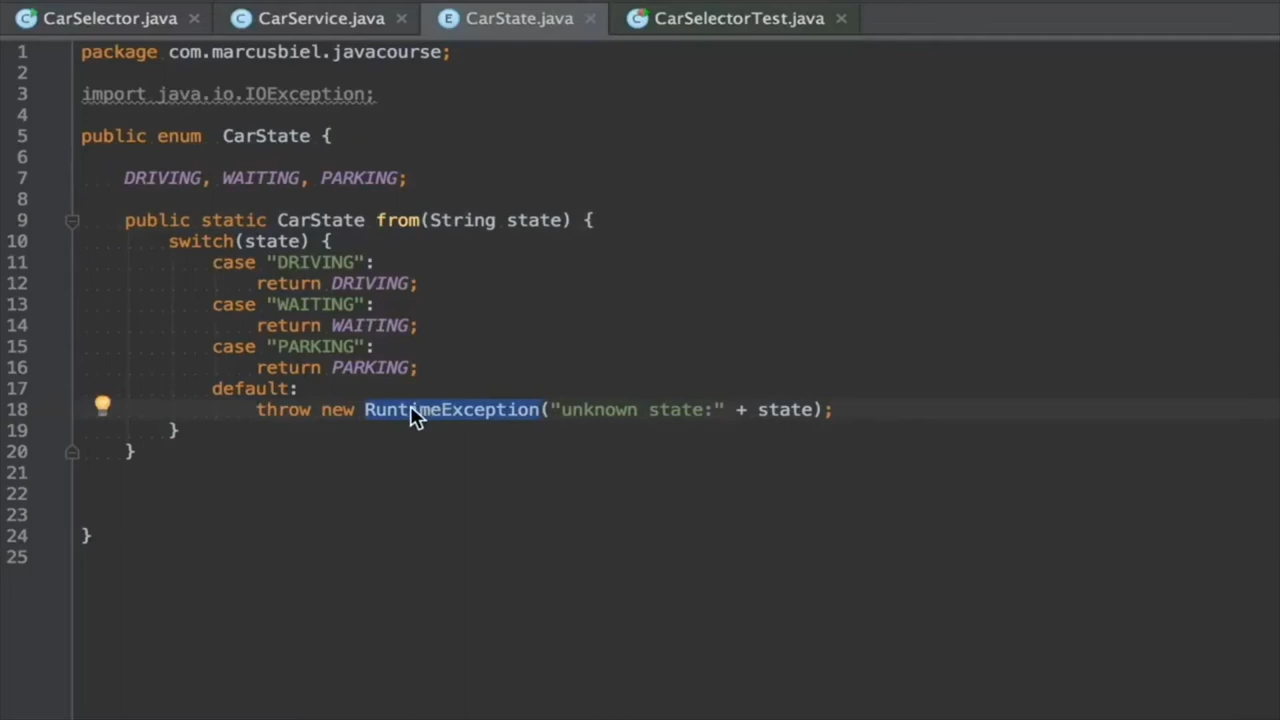 CarSelector.java CarService.java CarState.java CarSelectorTest.java
1 package com.marcusbiel.javacourse;
2
3 import java.io.IOException;
4
5 public enum  CarState {
6
7     DRIVING, WAITING, PARKING;
8
9     public static CarState from(String state) {
10         switch(state) {
11             case "DRIVING":
12                 return DRIVING;
13             case "WAITING":
14                 return WAITING;
15             case "PARKING":
16                 return PARKING;
17             default:
18                 throw new RuntimeException("unknown state:" + state);
19         }
20     }
21
22
23
24 }
25